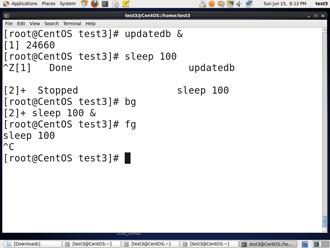 Applications Places System
Sun Jun 15, 6:13 PM test3
test3@CentOS:/home/test3
File Edit View Search Terminal Help
[root@CentOS test3]# updatedb &
[1] 24660
[root@CentOS test3]# sleep 100
^Z[1] Done updatedb
[2]+ Stopped sleep 100
[root@CentOS test3]# bg
[2]+ sleep 100 &
[root@CentOS test3]# fg
sleep 100
^C
[root@CentOS test3]#
[Downloads] [test3@CentOS:~] [test3@CentOS:~] [test3@CentOS:~] test3@CentOS:/ho...